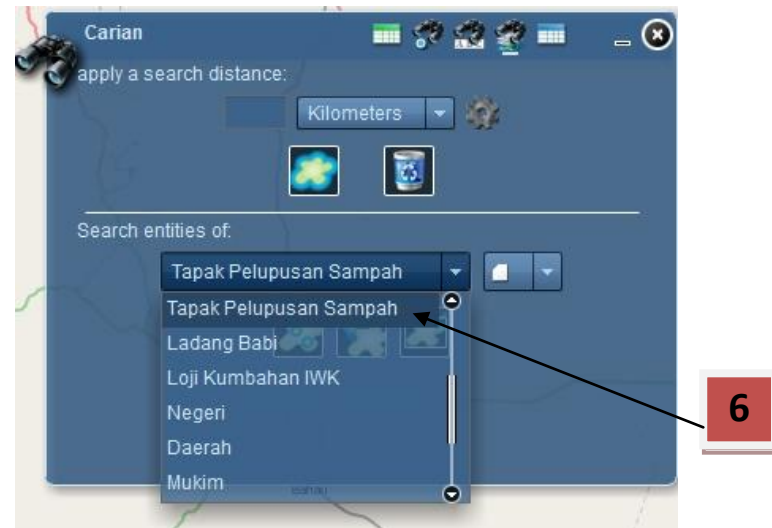 Carian
apply a search distance:
Kilometers
Search entities of:
Tapak Pelupusan Sampah
Tapak Pelupusan Sampah
Ladang Babi
Loji Kumbahan IWK
Negeri
Daerah
Mukim
6